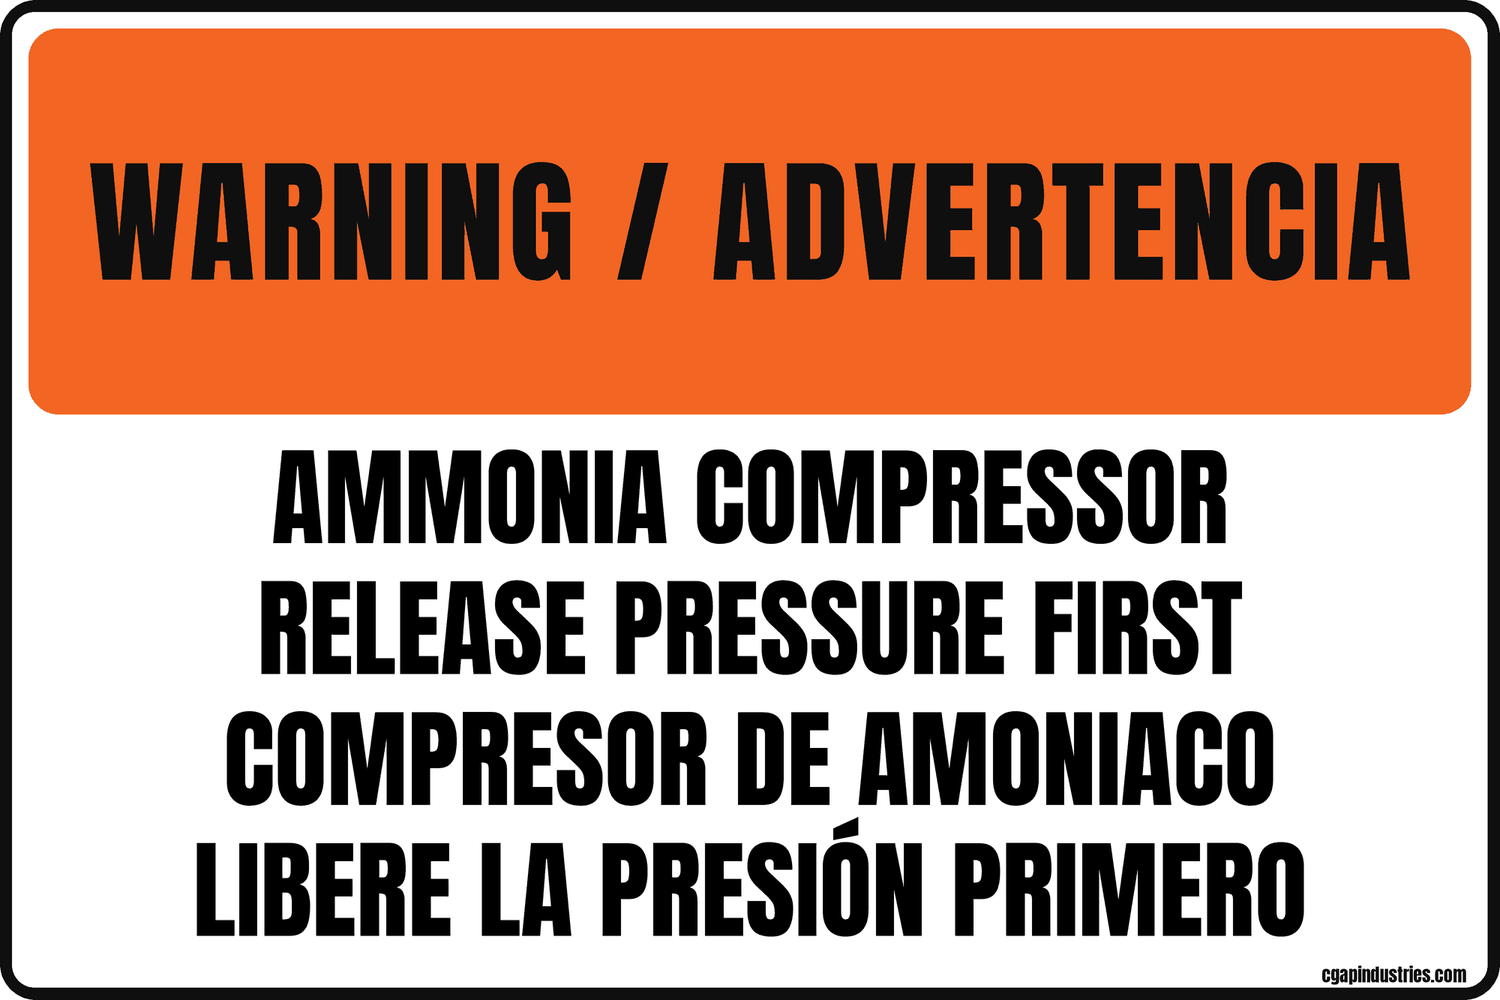 WARNING / ADVERTENCIA
AMMONIA COMPRESSOR
RELEASE PRESSURE FIRST
COMPRESOR DE AMONIACO
LIBERE LA PRESIÓN PRIMERO
cgapindustries.com